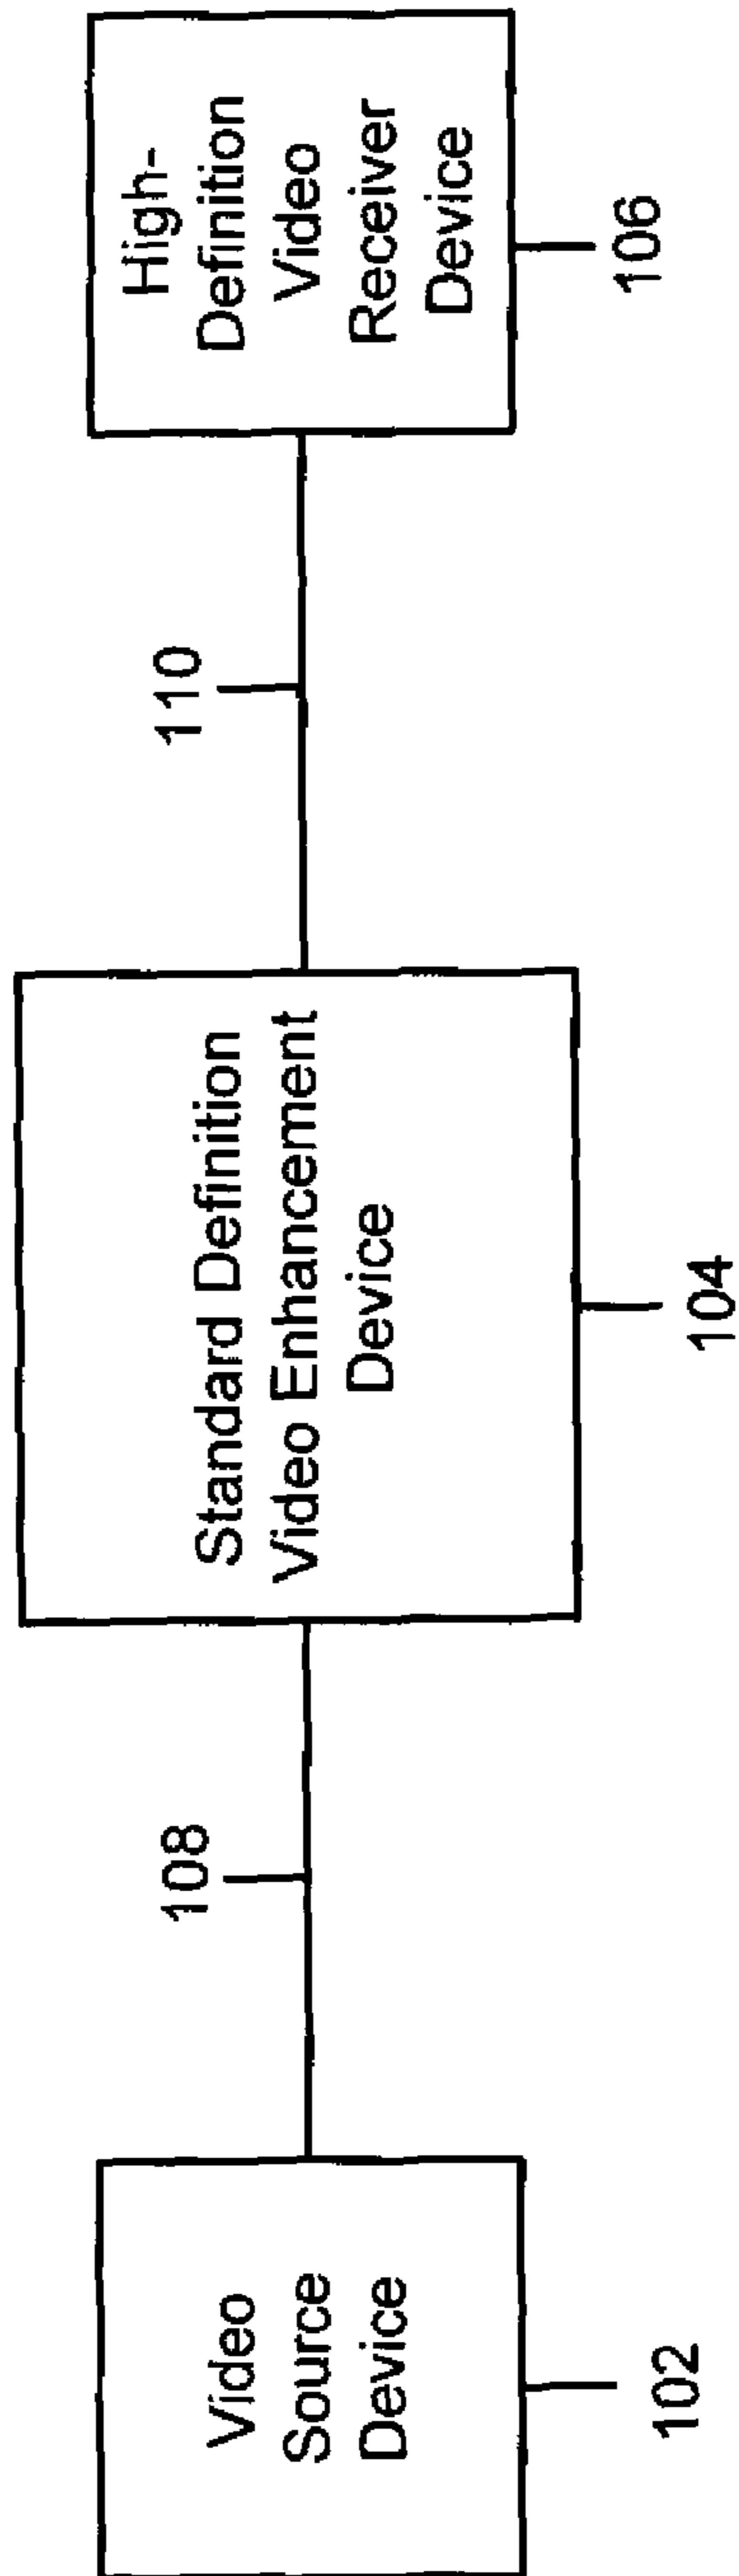 Video
Source
Device
102
108
Standard Definition
Video Enhancement
Device
104
110
High-
Definition
Video
Receiver
Device
106